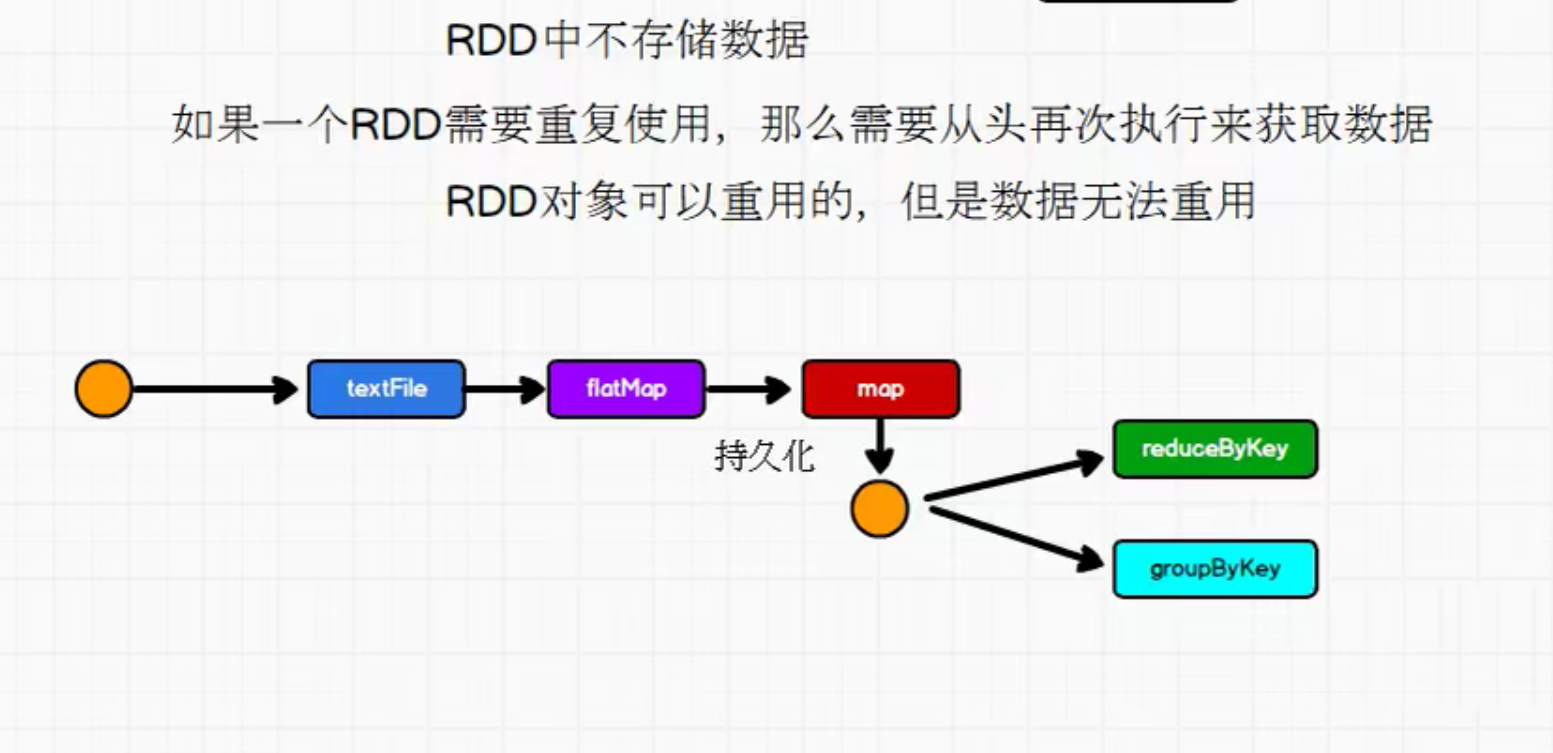 RDD中不存储数据
如果一个RDD需要重复使用，那么需要从头再次执行来获取数据
RDD对象可以重用的，但是数据无法重用
textFile
flatMap
map
持久化
reduceByKey
groupByKey